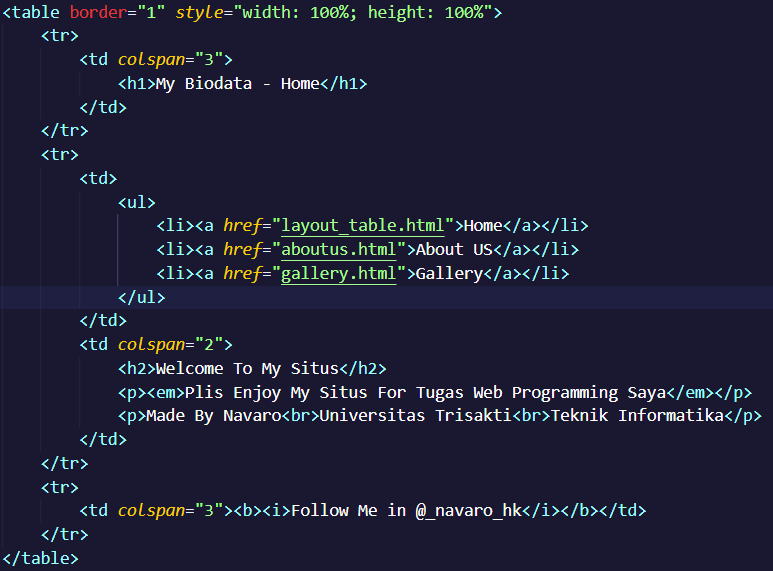 <table border="1" style="width: 100%; height: 100%">
<tr>
<td colspan="3">
<h1>My Biodata - Home</h1>
</td>
</tr>
<tr>
<td>
<ul>
<li><a href="layout_table.html">Home</a></li>
<li><a href="aboutus.html">About US</a></li>
<li><a href="gallery.html">Gallery</a></li>
</ul>
</td>
<td colspan="2">
<h2>Welcome To My Situs</h2>
<p><em>Plis Enjoy My Situs For Tugas Web Programming Saya</em></p>
<p>Made By Navaro<br>Universitas Trisakti<br>Teknik Informatika</p>
</td>
</tr>
<tr>
<td colspan="3"><b><i>Follow Me in @_navaro_hk</i></b></td>
</tr>
</table>